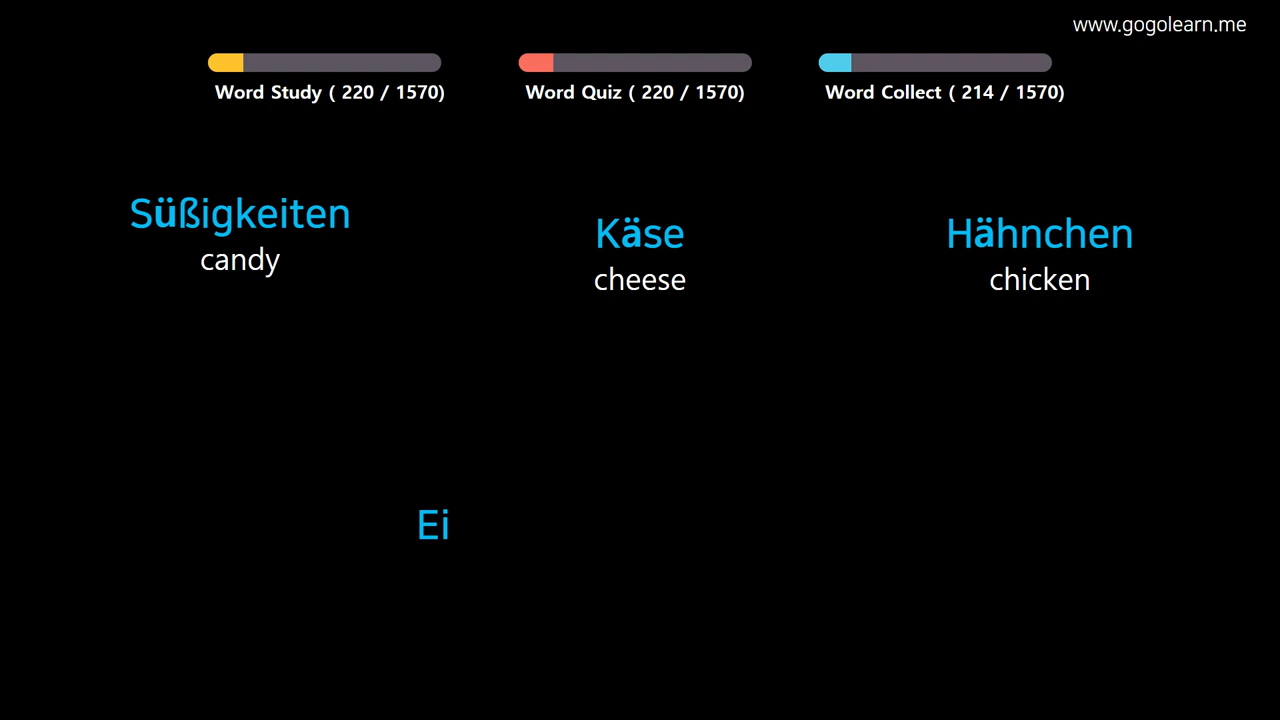 www.gogolearn.me
Word Study ( 220 / 1570)
Word Quiz ( 220 / 1570)
Word Collect ( 214 / 1570)
Süßigkeiten
candy
Käse
cheese
Hähnchen
chicken
Ei